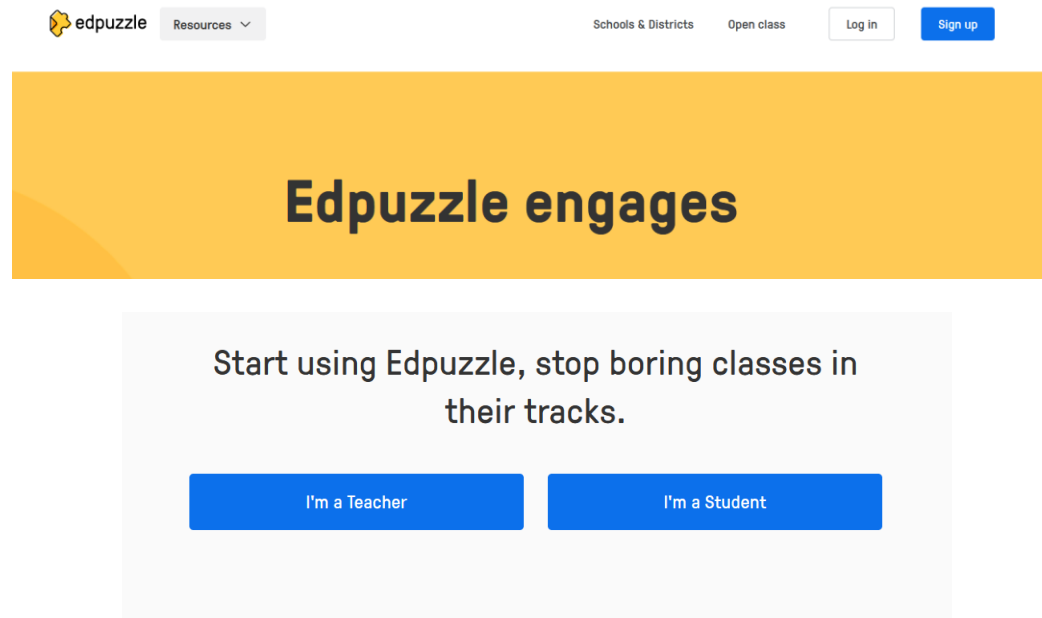 edpuzzle Resources Schools & Districts Open class Log in Sign up
Edpuzzle engages
Start using Edpuzzle, stop boring classes in
their tracks.
I'm a Teacher I'm a Student